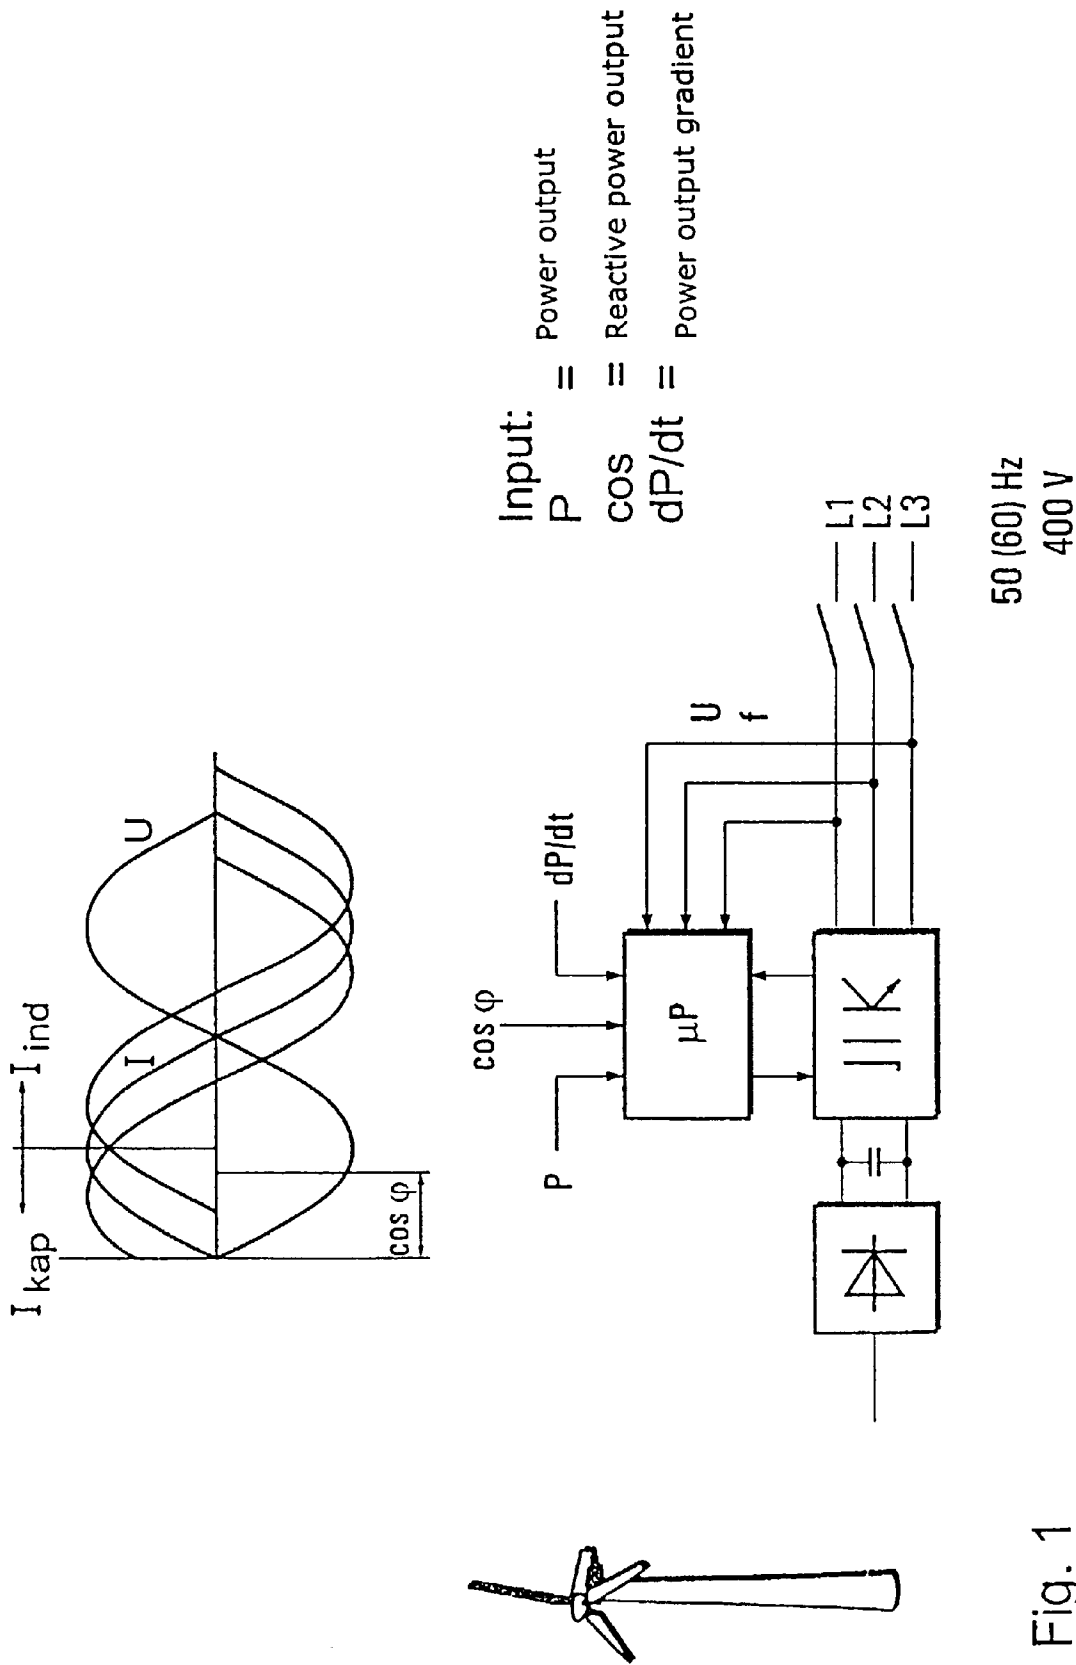 I kap
I ind
I
U
cos φ
Input:
P = Power output
cos = Reactive power output
dP/dt = Power output gradient
P
cos φ
dP/dt
μP
U
f
L1
L2
L3
50 (60) Hz
400 V
Fig. 1